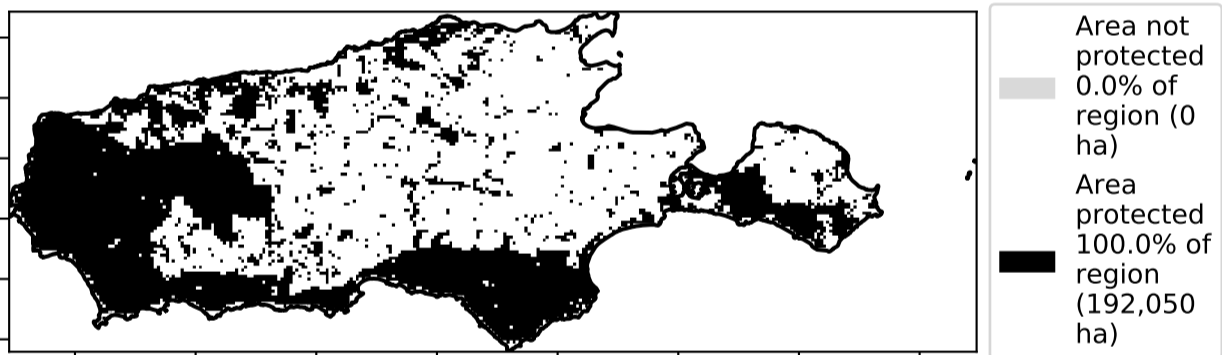 Area not
protected
0.0% of
region (0
ha)
Area
protected
100.0% of
region
(192,050
ha)